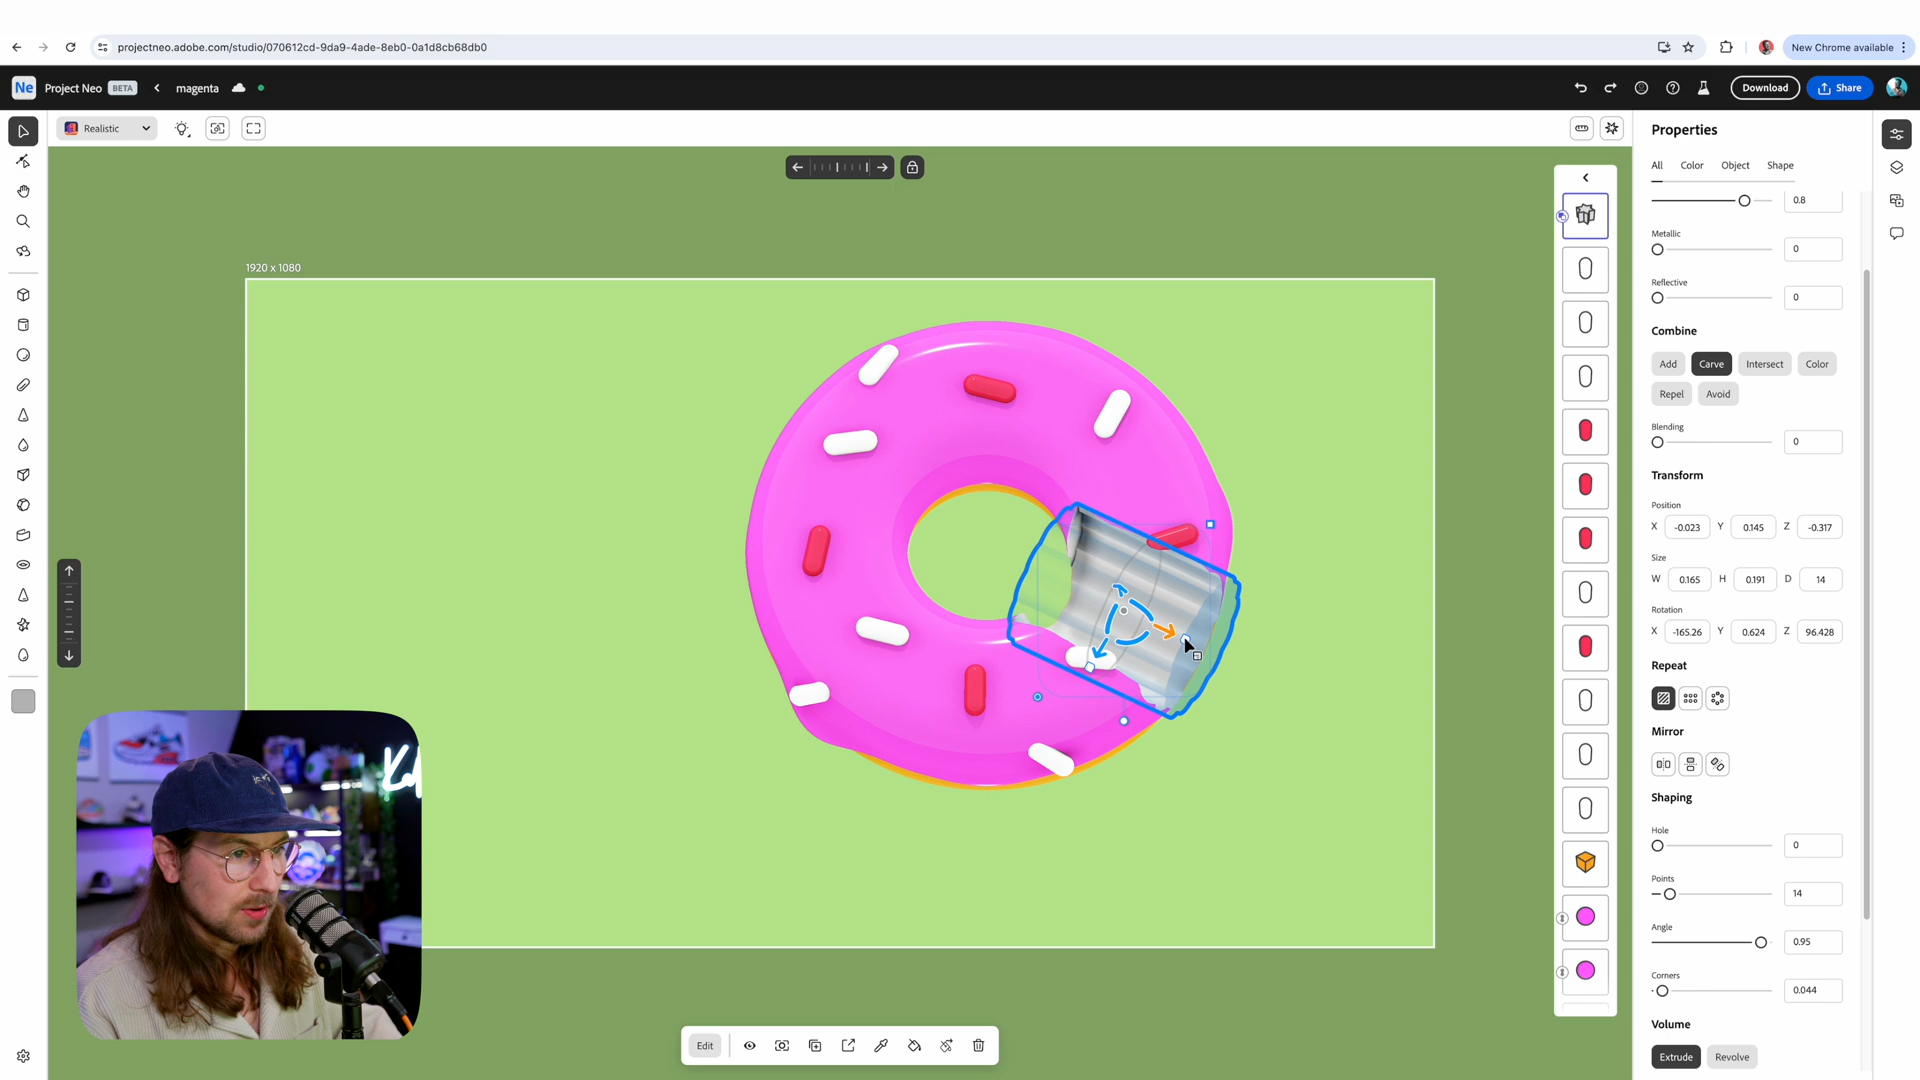 projectneo.adobe.com/studio/070612cd-9da9-4ade-8eb0-0a1d8cb68db0
New Chrome available
Ne Project Neo BETA magenta
Download Share
Realistic
1920 x 1080
Edit
Properties
All Color Object Shape
0.8
Metallic
0
Reflective
0
Combine
Add Carve Intersect Color
Repel Avoid
Blending
0
Transform
Position
X -0.023 Y 0.145 Z -0.317
Size
W 0.165 H 0.191 D 14
Rotation
X -165.26 Y 0.624 Z 96.428
Repeat
Mirror
Shaping
Hole
0
Points
14
Angle
0.95
Corners
0.044
Volume
Extrude Revolve